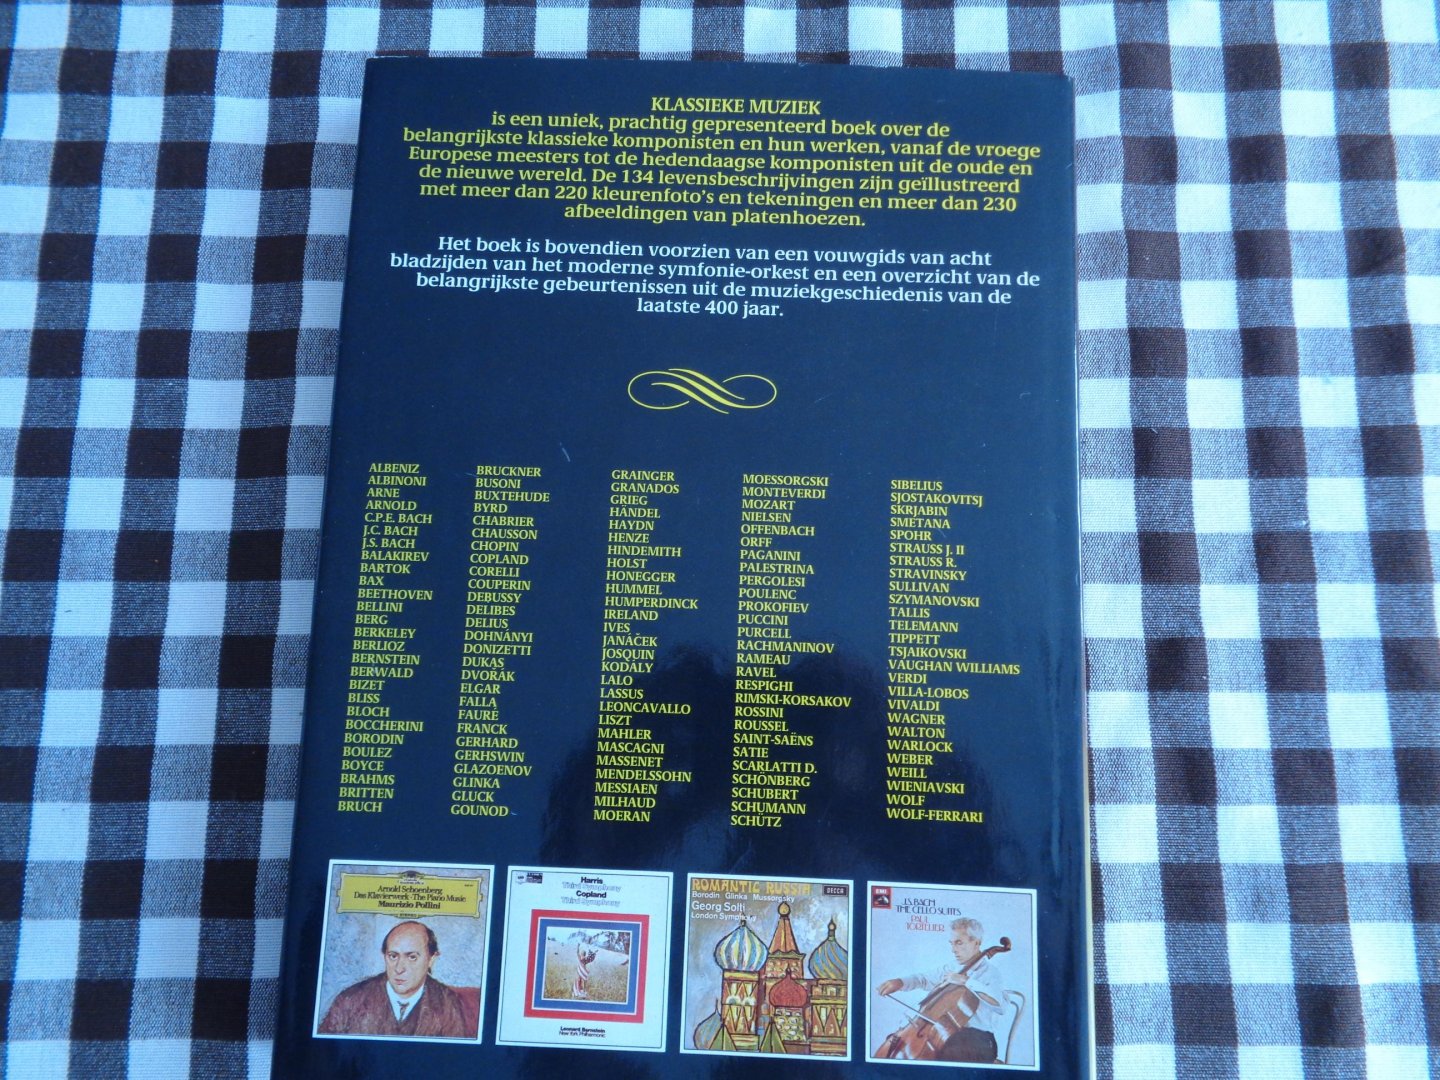 KLASSIEKE MUZIEK
is een uniek, prachtig gepresenteerd boek over de
belangrijkste klassieke komponisten en hun werken, vanaf de vroege
Europese meesters tot de hedendaagse komponisten uit de oude en
de nieuwe wereld. De 134 levensbeschrijvingen zijn geïllustreerd
met meer dan 220 kleurenfoto's en tekeningen en meer dan 230
afbeeldingen van platenhoezen.
Het boek is bovendien voorzien van een vouwgids van acht
bladzijden van het moderne symfonie-orkest en een overzicht van de
belangrijkste gebeurtenissen uit de muziekgeschiedenis van de
laatste 400 jaar.
ALBENIZ
ALBINONI
ARNE
ARNOLD
C.P.E. BACH
J.C. BACH
J.S. BACH
BALAKIREV
BARTOK
BAX
BEETHOVEN
BELLINI
BERG
BERKELEY
BERLIOZ
BERNSTEIN
BERWALD
BIZET
BLISS
BLOCH
BOCCHERINI
BORODIN
BOULEZ
BOYCE
BRAHMS
BRITTEN
BRUCH
BRUCKNER
BUSONI
BUXTEHUDE
BYRD
CHABRIER
CHAUSSON
CHOPIN
COPLAND
CORELLI
COUPERIN
DEBUSSY
DELIBES
DELIUS
DOHNÁNYI
DONIZETTI
DUKAS
DVOŘÁK
ELGAR
FALLA
FAURÉ
FRANCK
GERHARD
GERHSWIN
GLAZOENOV
GLINKA
GLUCK
GOUNOD
GRAINGER
GRANADOS
GRIEG
HÄNDEL
HAYDN
HENZE
HINDEMITH
HOLST
HONEGGER
HUMMEL
HUMPERDINCK
IRELAND
IVES
JANÁČEK
JOSQUIN
KODÁLY
LALO
LASSUS
LEONCAVALLO
LISZT
MAHLER
MASCAGNI
MASSENET
MENDELSSOHN
MESSIAEN
MILHAUD
MOERAN
MOESSORGSKI
MONTEVERDI
MOZART
NIELSEN
OFFENBACH
ORFF
PAGANINI
PALESTRINA
PERGOLESI
POULENC
PROKOFIEV
PUCCINI
PURCELL
RACHMANINOV
RAMEAU
RAVEL
RESPIGHI
RIMSKI-KORSAKOV
ROSSINI
ROUSSEL
SAINT-SAËNS
SATIE
SCARLATTI D.
SCHÖNBERG
SCHUBERT
SCHUMANN
SCHÜTZ
SIBELIUS
SJOSTAKOVITSJ
SKRJABIN
SMETANA
SPOHR
STRAUSS J. II
STRAUSS R.
STRAVINSKY
SULLIVAN
SZYMANOVSKI
TALLIS
TELEMANN
TIPPETT
TSJAIKOVSKI
VAUGHAN WILLIAMS
VERDI
VILLA-LOBOS
VIVALDI
WAGNER
WALTON
WARLOCK
WEBER
WEILL
WIENIAVSKI
WOLF
WOLF-FERRARI
Arnold Schoenberg
Das Klavierwerk · The Piano Music
Maurizio Pollini
Harris
Third Symphony
Copland
Third Symphony
Leonard Bernstein
New York Philharmonic
ROMANTIC RUSSIA
DECCA
Borodin Glinka Mussorgsky
Georg Solti
London Symphony
EMI
J.S. BACH
THE CELLO SUITES
PAUL
TORTELIER